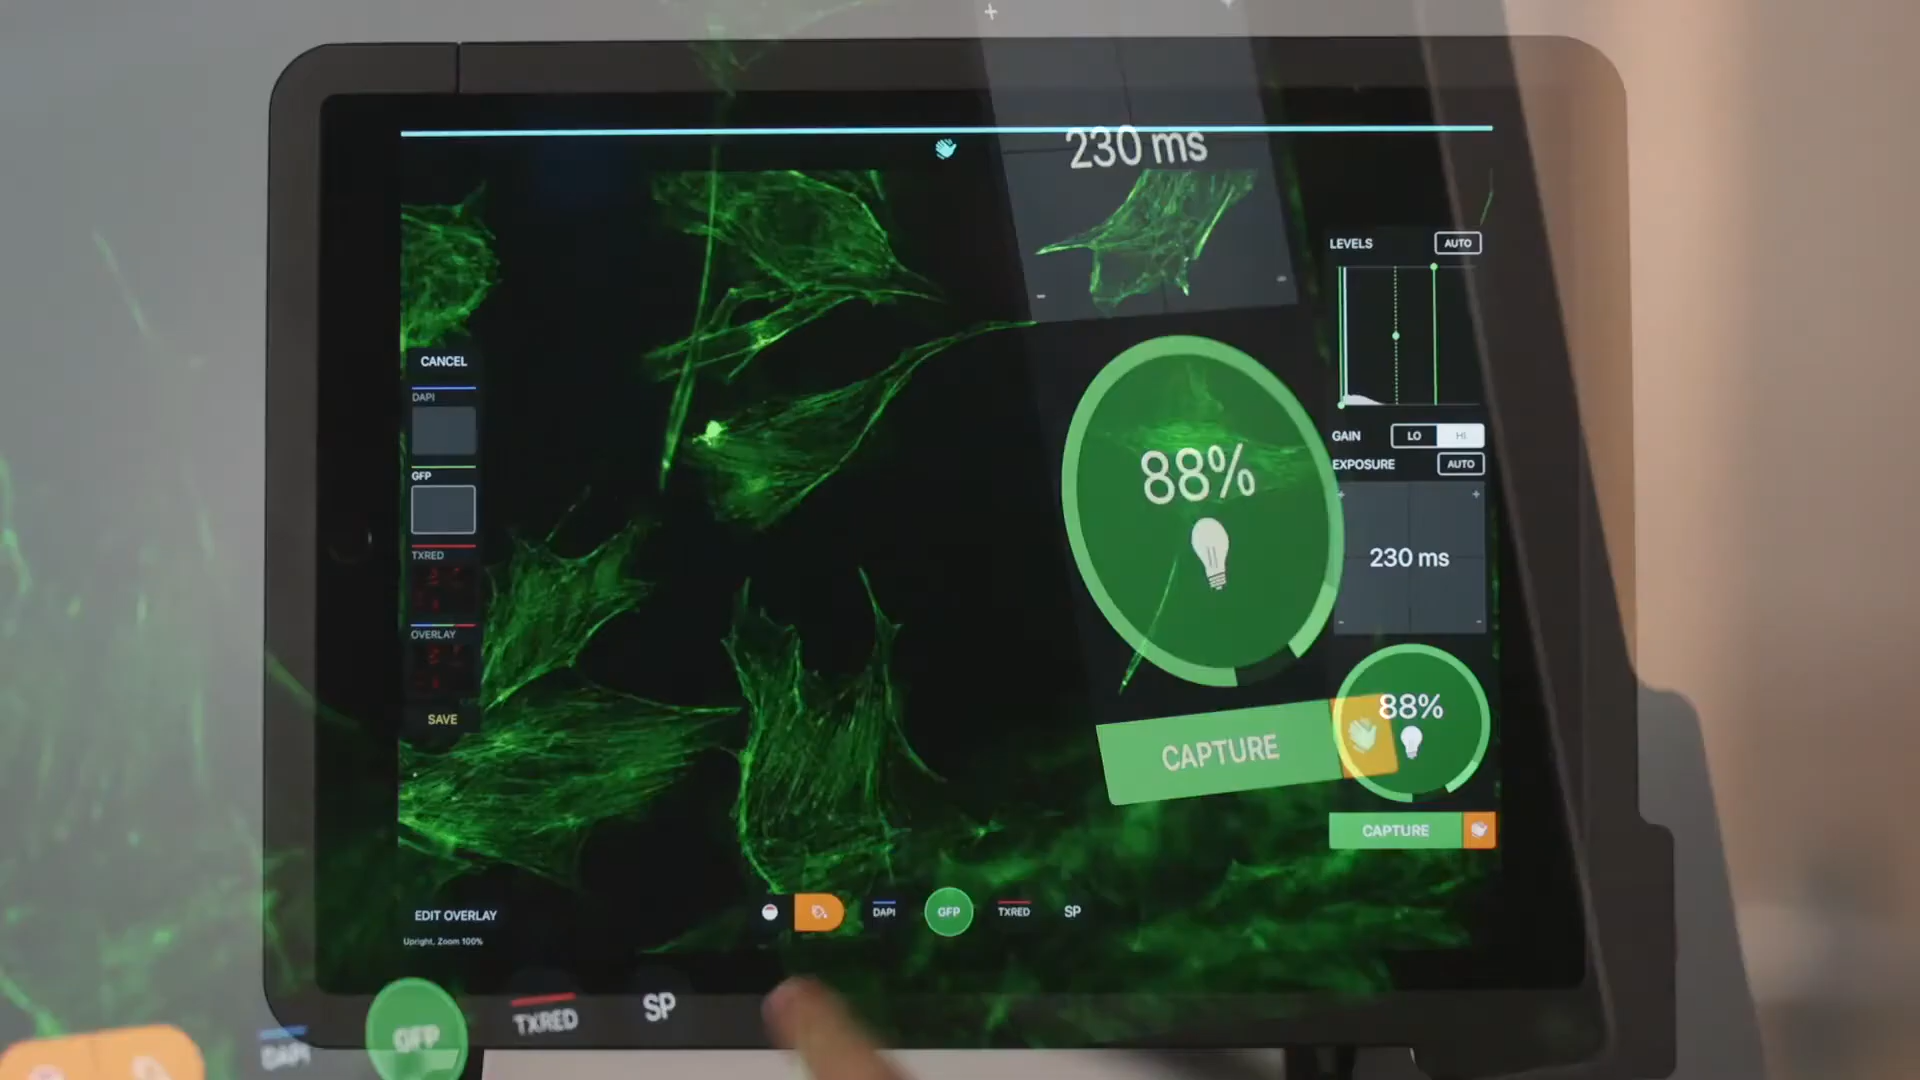 230 ms
LEVELS AUTO
CANCEL
DAPI
GAIN LO HI
EXPOSURE AUTO
88%
GFP
230 ms
TXRED
OVERLAY
88%
SAVE
CAPTURE
CAPTURE
DAPI GFP TXRED SP
EDIT OVERLAY
Upright, Zoom 100%
DAPI GFP TXRED SP